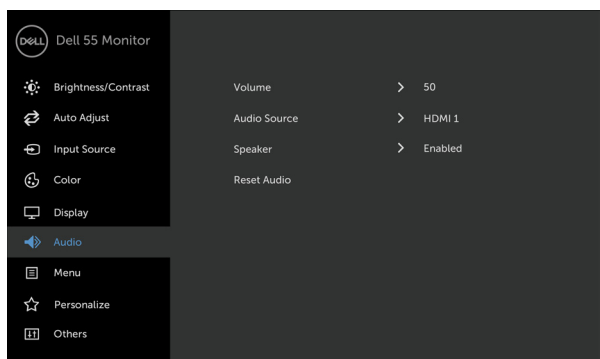 DELL Dell 55 Monitor
Brightness/Contrast
Auto Adjust
Input Source
Color
Display
Audio
Menu
Personalize
Others
Volume > 50
Audio Source > HDMI 1
Speaker > Enabled
Reset Audio